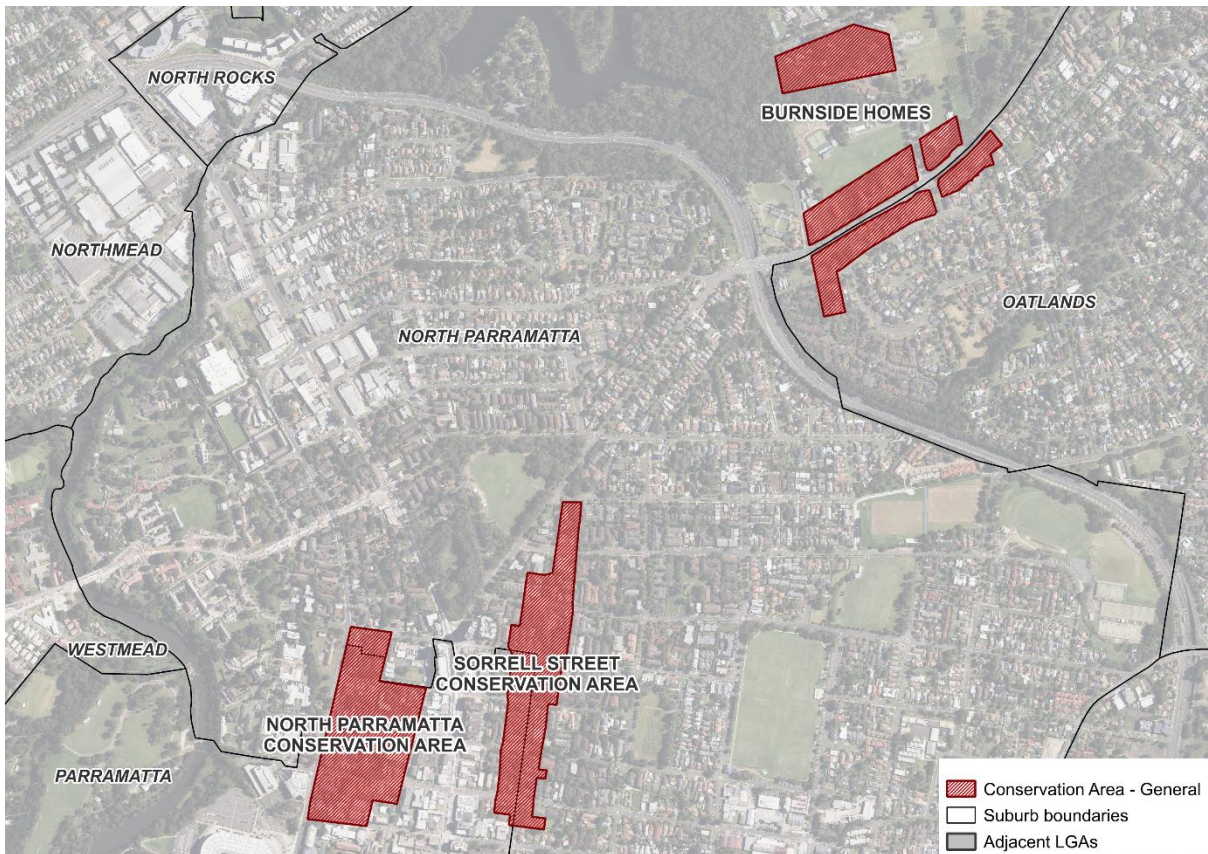 NORTH ROCKS
BURNSIDE HOMES
NORTHMEAD
OATLANDS
NORTH PARRAMATTA
WESTMEAD
SORRELL STREET
CONSERVATION AREA
NORTH PARRAMATTA
CONSERVATION AREA
PARRAMATTA
Conservation Area - General
Suburb boundaries
Adjacent LGAs